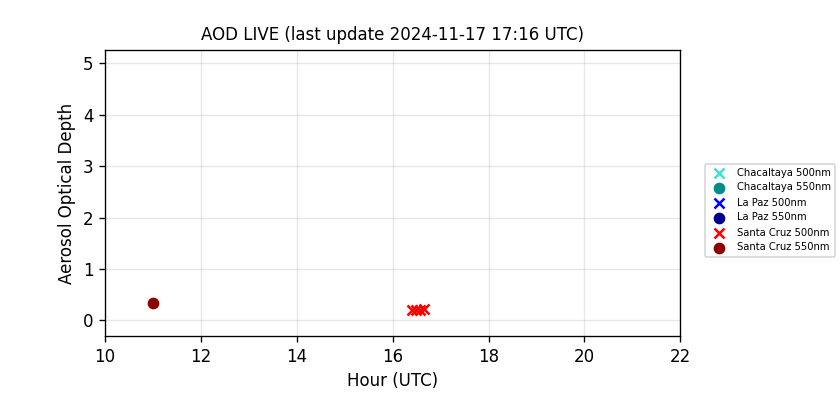 AOD LIVE (last update 2024-11-17 17:16 UTC)
Aerosol Optical Depth
5
4
3
2
1
0
10 12 14 16 18 20 22
Hour (UTC)
Chacaltaya 500nm
Chacaltaya 550nm
La Paz 500nm
La Paz 550nm
Santa Cruz 500nm
Santa Cruz 550nm